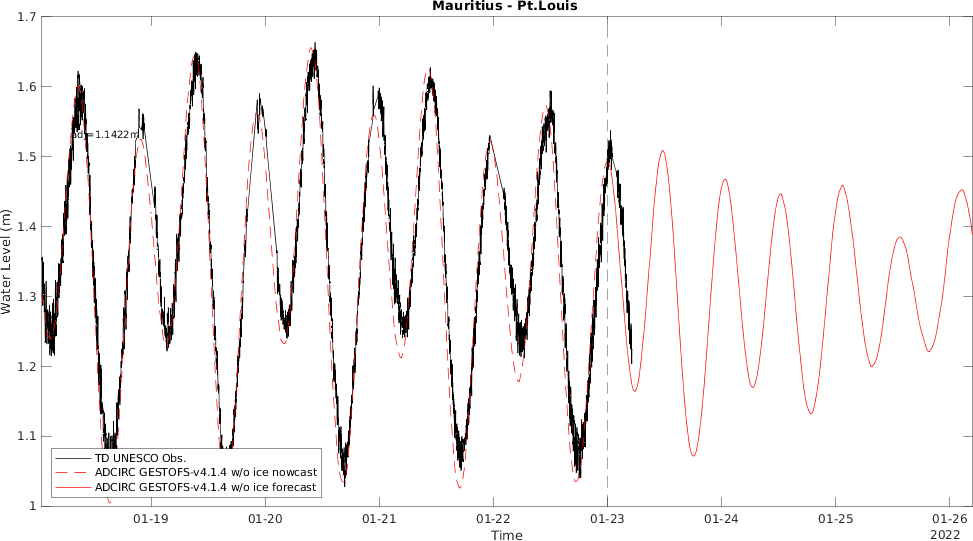 Mauritius - Pt.Louis
1.7
1.6
1.5
1.4
1.3
1.2
1.1
1
Water Level (m)
=1.1422m
TD UNESCO Obs.
ADCIRC GESTOFS-v4.1.4 w/o ice nowcast
ADCIRC GESTOFS-v4.1.4 w/o ice forecast
01-19 01-20 01-21 01-22 01-23 01-24 01-25 01-26
Time
2022